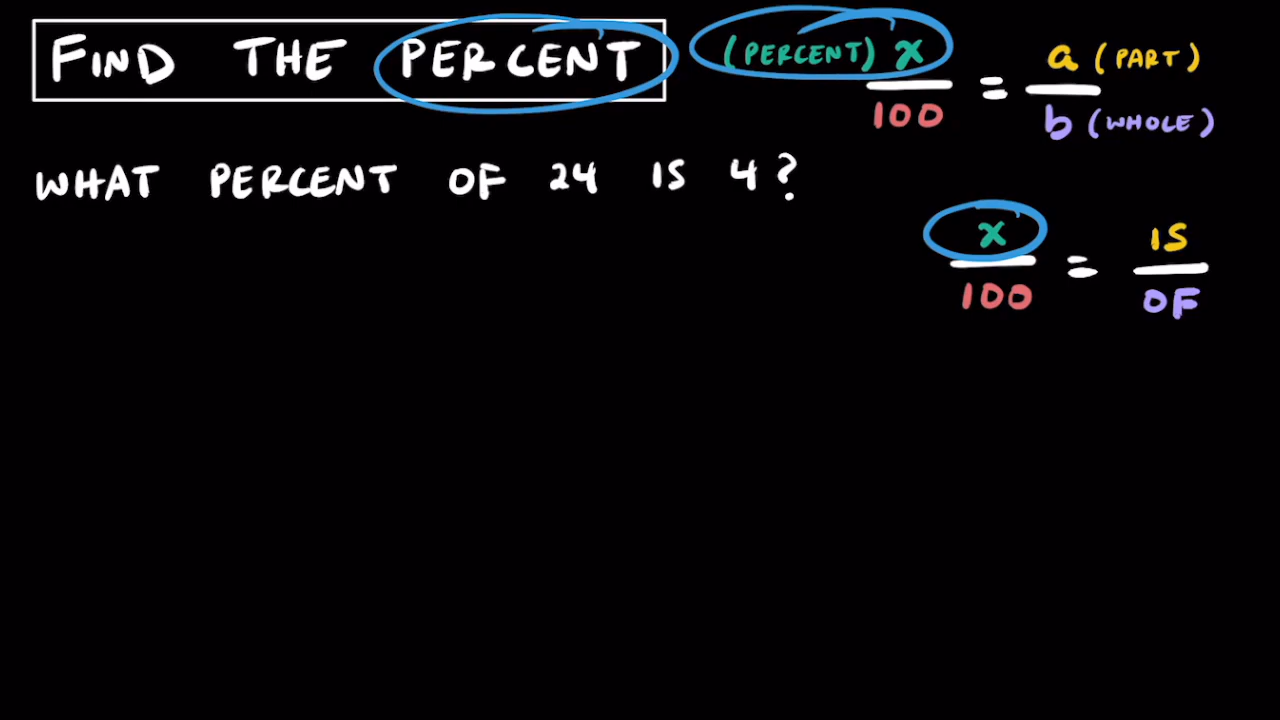 FIND THE PERCENT
(PERCENT) x
100
=
a (PART)
b (WHOLE)
WHAT PERCENT OF 24 IS 4?
x
100
=
IS
OF